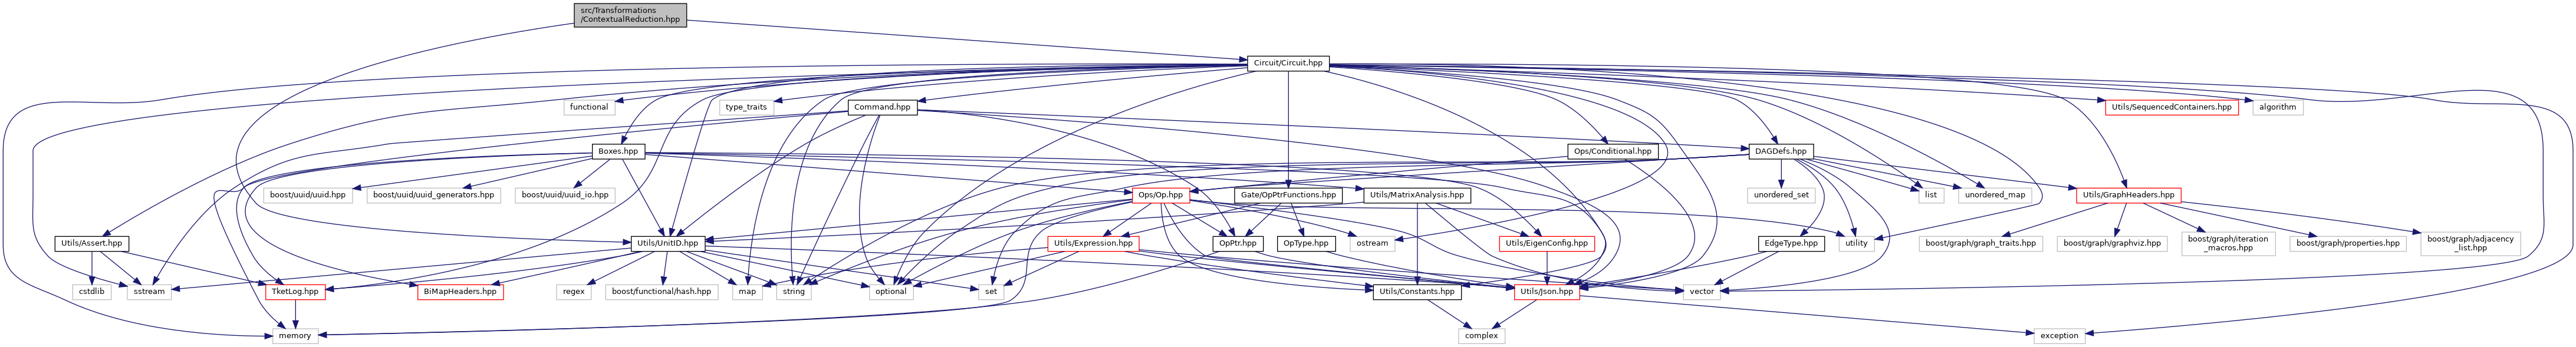 src/Transformations
/ContextualReduction.hpp
Circuit/Circuit.hpp
functional
type_traits
Command.hpp
Utils/SequencedContainers.hpp
algorithm
Boxes.hpp
Ops/Conditional.hpp
DAGDefs.hpp
boost/uuid/uuid.hpp
boost/uuid/uuid_generators.hpp
boost/uuid/uuid_io.hpp
Ops/Op.hpp
Gate/OpPtrFunctions.hpp
Utils/MatrixAnalysis.hpp
unordered_set
list
unordered_map
Utils/GraphHeaders.hpp
Utils/Assert.hpp
Utils/UnitID.hpp
Utils/Expression.hpp
OpPtr.hpp
OpType.hpp
ostream
Utils/EigenConfig.hpp
EdgeType.hpp
utility
boost/graph/graph_traits.hpp
boost/graph/graphviz.hpp
boost/graph/iteration
_macros.hpp
boost/graph/properties.hpp
boost/graph/adjacency
_list.hpp
cstdlib
sstream
TketLog.hpp
BiMapHeaders.hpp
regex
boost/functional/hash.hpp
map
string
optional
set
Utils/Constants.hpp
Utils/Json.hpp
vector
memory
complex
exception